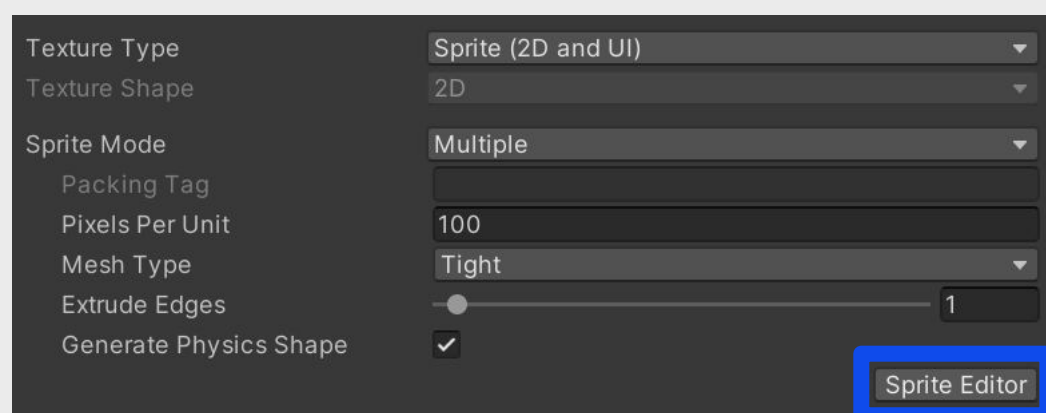 Texture Type Sprite (2D and UI)
Texture Shape 2D
Sprite Mode Multiple
Packing Tag
Pixels Per Unit 100
Mesh Type Tight
Extrude Edges 1
Generate Physics Shape
Sprite Editor